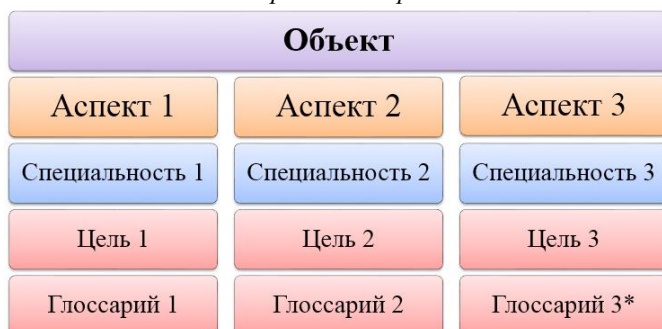 Объект
Аспект 1 Аспект 2 Аспект 3
Специальность 1 Специальность 2 Специальность 3
Цель 1 Цель 2 Цель 3
Глоссарий 1 Глоссарий 2 Глоссарий 3*